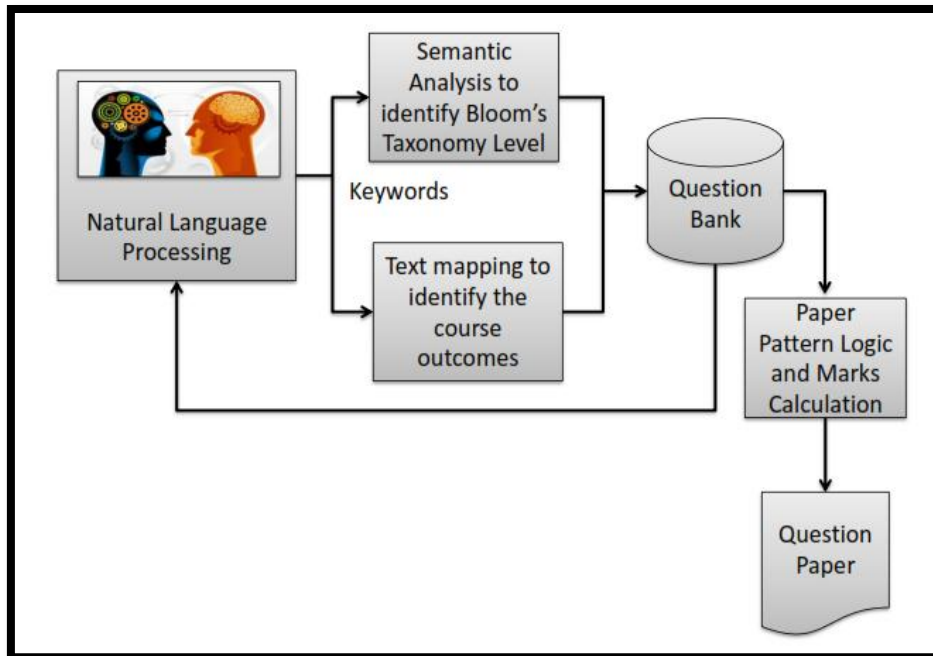 Semantic
Analysis to
identify Bloom's
Taxonomy Level
Natural Language
Processing
Keywords
Text mapping to
identify the
course
outcomes
Question
Bank
Paper
Pattern Logic
and Marks
Calculation
Question
Paper